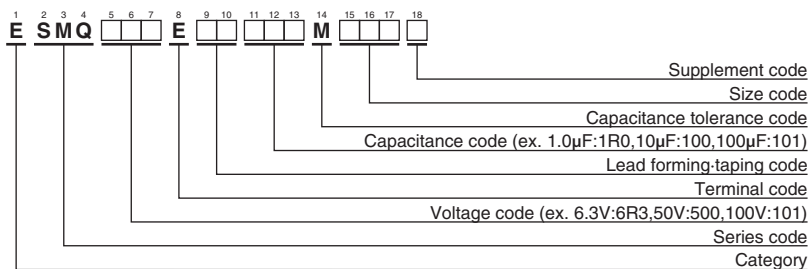 1 2 3 4 5 6 7 8 9 10 11 12 13 14 15 16 17 18
E SMQ □□□ E □□ □□□ M □□□ □
Supplement code
Size code
Capacitance tolerance code
Capacitance code (ex. 1.0µF:1R0,10µF:100,100µF:101)
Lead forming·taping code
Terminal code
Voltage code (ex. 6.3V:6R3,50V:500,100V:101)
Series code
Category